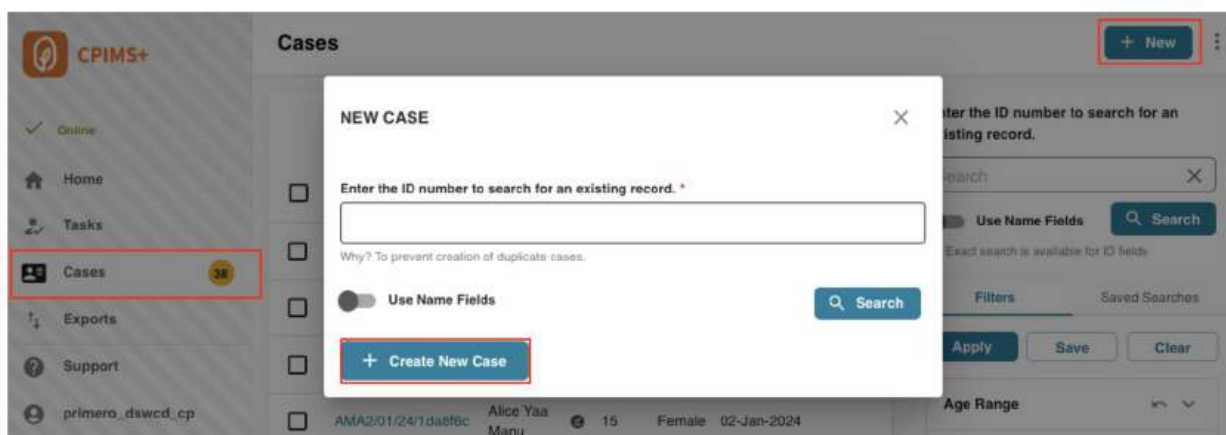 CPIMS+
Online
Home
Tasks
Cases
38
Exports
Support
primero_dswcd_cp
Cases
+ New
NEW CASE
Enter the ID number to search for an existing record. *
Why? To prevent creation of duplicate cases.
Use Name Fields
Search
+ Create New Case
AMA2/01/24/1da8f6c
Alice Yaa
Manu
15
Female
02-Jan-2024
ter the ID number to search for an
isting record.
earch
Use Name Fields
Search
Exact search is available for ID fields
Filters
Saved Searches
Apply
Save
Clear
Age Range